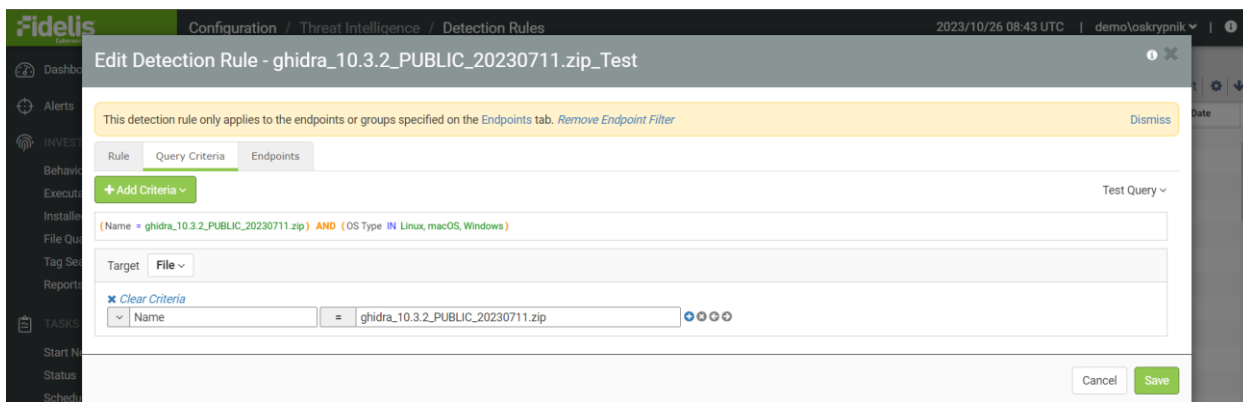 Fidelis
Configuration / Threat Intelligence / Detection Rules
2023/10/26 08:43 UTC | demo\oskrypnik |
Edit Detection Rule - ghidra_10.3.2_PUBLIC_20230711.zip_Test
Dashbo
Alerts
Date
This detection rule only applies to the endpoints or groups specified on the Endpoints tab. Remove Endpoint Filter
Dismiss
INVEST
Rule
Query Criteria
Endpoints
Behavio
+ Add Criteria
Test Query
Execut
Installe
(Name = ghidra_10.3.2_PUBLIC_20230711.zip) AND (OS Type IN Linux, macOS, Windows)
File Qua
Tag Sea
Target File
Reports
Clear Criteria
TASKS
Name = ghidra_10.3.2_PUBLIC_20230711.zip
Start Ne
Status
Cancel
Save
Schedu